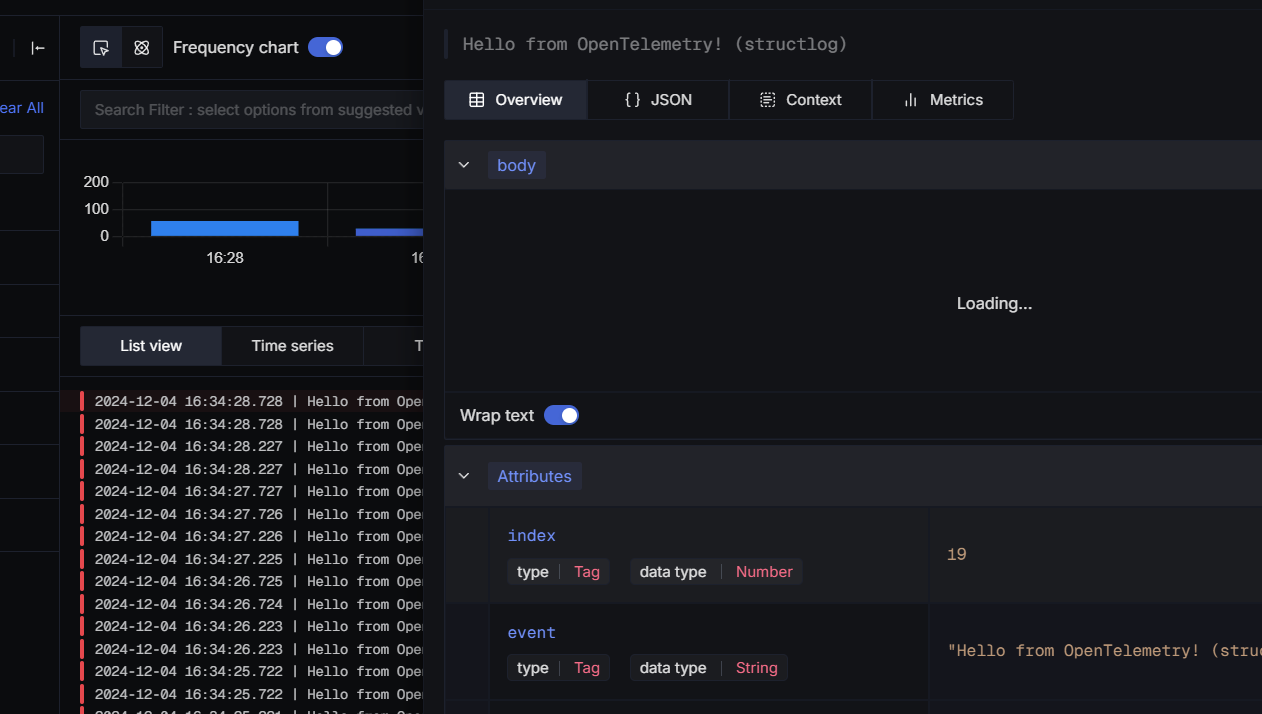 Frequency chart
ear All
Search Filter : select options from suggested v
200
100
0
16:28
16
List view
Time series
T
2024-12-04 16:34:28.728 | Hello from Ope
2024-12-04 16:34:28.728 | Hello from Ope
2024-12-04 16:34:28.227 | Hello from Ope
2024-12-04 16:34:28.227 | Hello from Ope
2024-12-04 16:34:27.727 | Hello from Ope
2024-12-04 16:34:27.726 | Hello from Ope
2024-12-04 16:34:27.226 | Hello from Ope
2024-12-04 16:34:27.225 | Hello from Ope
2024-12-04 16:34:26.725 | Hello from Ope
2024-12-04 16:34:26.724 | Hello from Ope
2024-12-04 16:34:26.223 | Hello from Ope
2024-12-04 16:34:26.223 | Hello from Ope
2024-12-04 16:34:25.722 | Hello from Ope
2024-12-04 16:34:25.722 | Hello from Ope
Hello from OpenTelemetry! (structlog)
Overview
{} JSON
Context
Metrics
body
Loading...
Wrap text
Attributes
index
type | Tag data type | Number
19
event
type | Tag data type | String
"Hello from OpenTelemetry! (struc